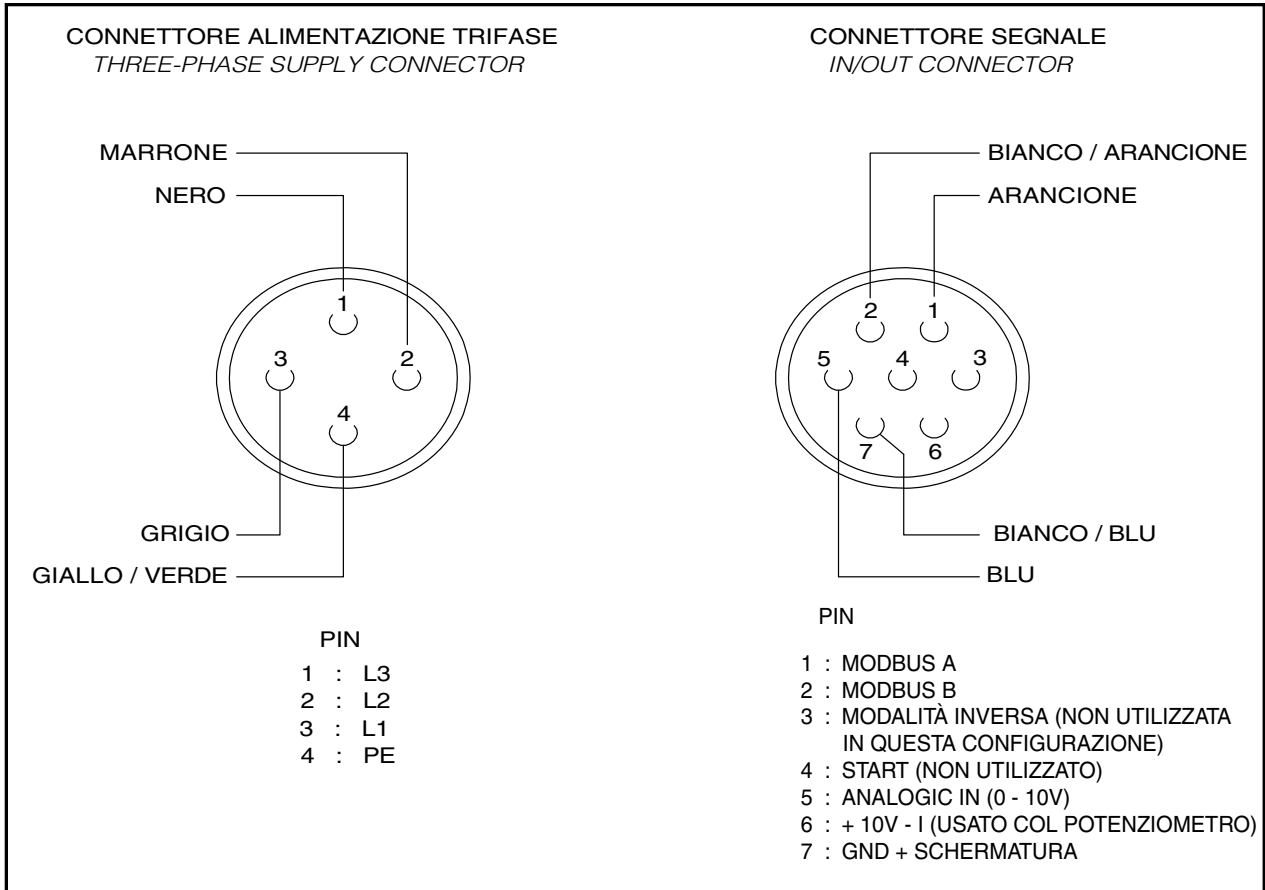 CONNETTORE ALIMENTAZIONE TRIFASE
THREE-PHASE SUPPLY CONNECTOR
MARRONE
NERO
1
3
2
4
GRIGIO
GIALLO / VERDE
PIN
1 : L3
2 : L2
3 : L1
4 : PE
CONNETTORE SEGNALE
IN/OUT CONNECTOR
BIANCO / ARANCIONE
ARANCIONE
2
1
5
4
3
7
6
BIANCO / BLU
BLU
PIN
1 : MODBUS A
2 : MODBUS B
3 : MODALITÀ INVERSA (NON UTILIZZATA
IN QUESTA CONFIGURAZIONE)
4 : START (NON UTILIZZATO)
5 : ANALOGIC IN (0 - 10V)
6 : + 10V - I (USATO COL POTENZIOMETRO)
7 : GND + SCHERMATURA